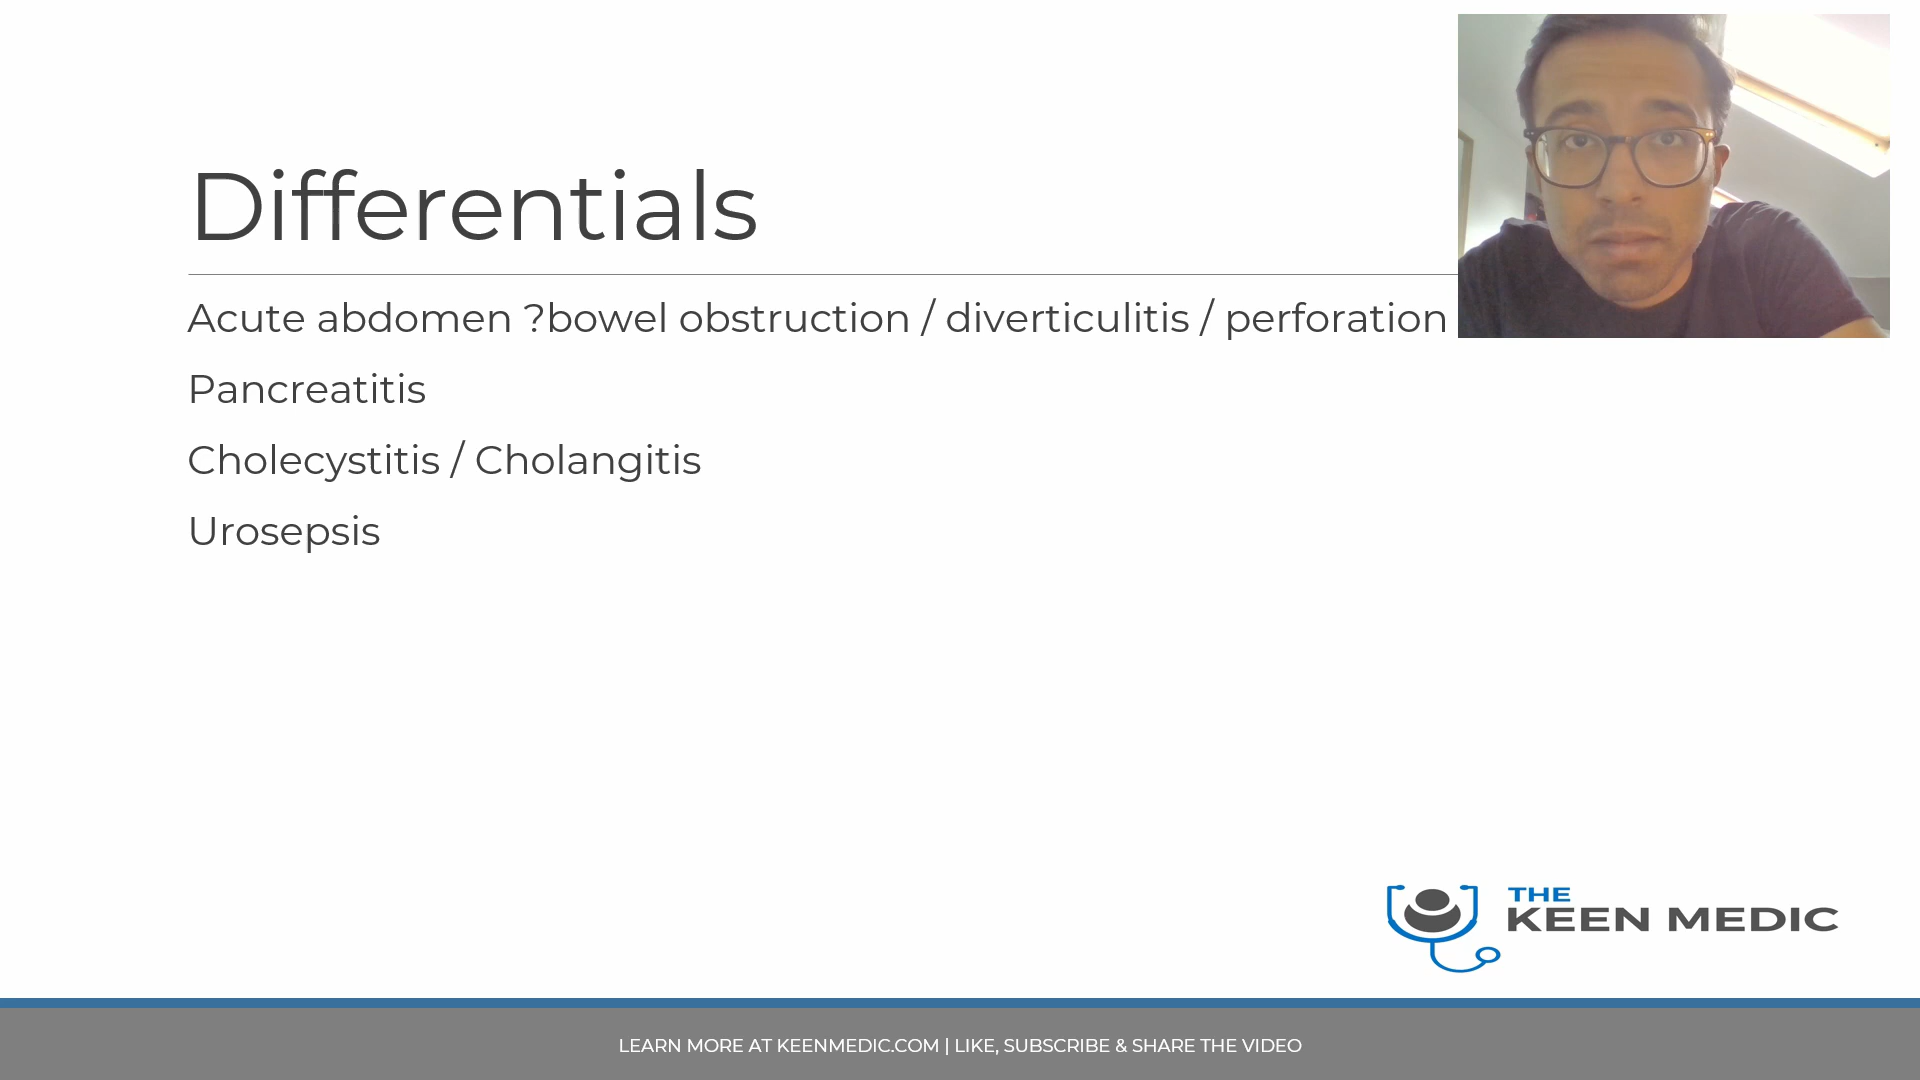 Differentials
Acute abdomen ?bowel obstruction / diverticulitis / perforation
Pancreatitis
Cholecystitis / Cholangitis
Urosepsis
THE
KEEN MEDIC
LEARN MORE AT KEENMEDIC.COM | LIKE, SUBSCRIBE & SHARE THE VIDEO